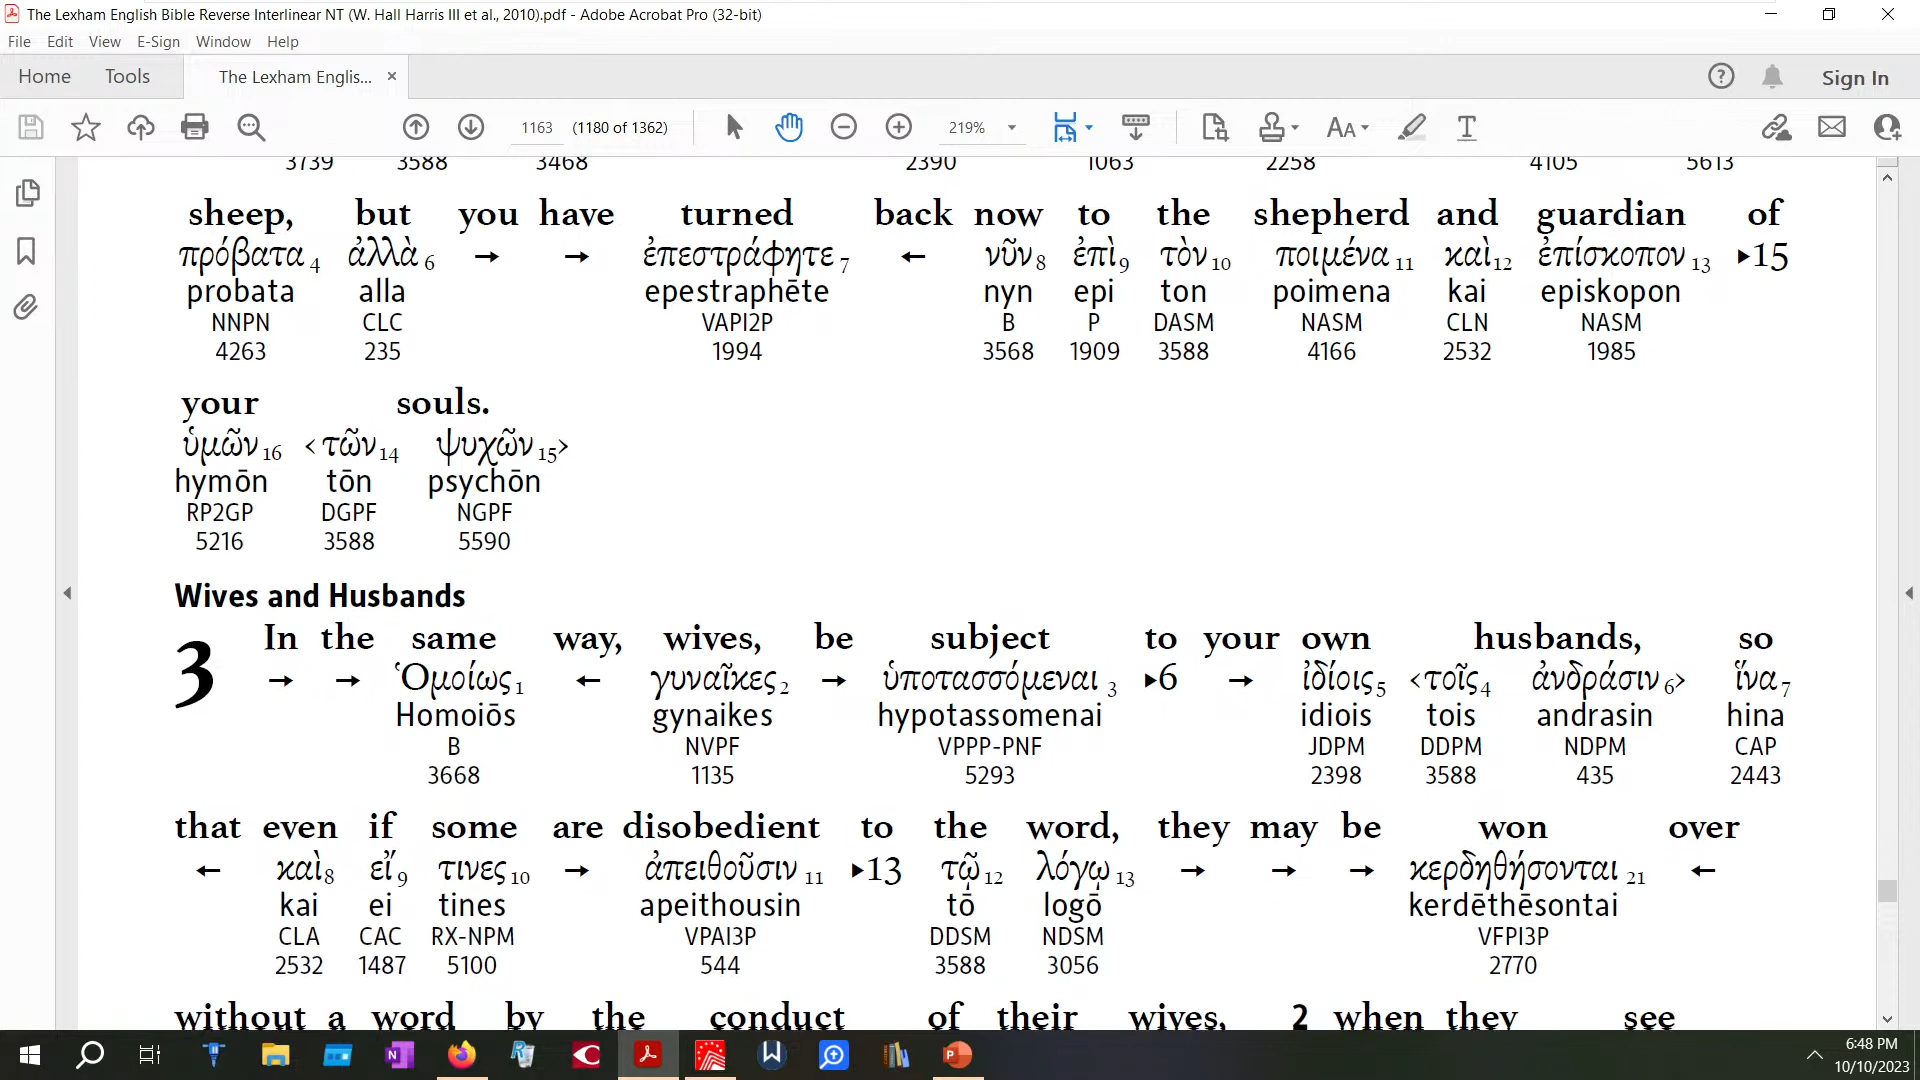 The Lexham English Bible Reverse Interlinear NT (W. Hall Harris III et al., 2010).pdf - Adobe Acrobat Pro (32-bit)
File Edit View E-Sign Window Help
Home Tools The Lexham Englis... × Sign In
1163 (1180 of 1362) 219%
3739 3588 3468 2390 1063 2258 4105 5613
sheep, but you have turned back now to the shepherd and guardian of
πρόβατα 4 ἀλλὰ 6 → → ἐπεστράφητε 7 ← νῦν 8 ἐπὶ 9 τὸν 10 ποιμένα 11 καὶ 12 ἐπίσκοπον 13 ▸15
probata alla epestraphēte nyn epi ton poimena kai episkopon
NNPN CLC VAPI2P B P DASM NASM CLN NASM
4263 235 1994 3568 1909 3588 4166 2532 1985
your souls.
ὑμῶν 16 ‹ τῶν 14 ψυχῶν 15›
hymōn tōn psychōn
RP2GP DGPF NGPF
5216 3588 5590
Wives and Husbands
3 In the same way, wives, be subject to your own husbands, so
→ → Ὁμοίως 1 ← γυναῖκες 2 → ὑποτασσόμεναι 3 ▸6 → ἰδίοις 5 ‹τοῖς 4 ἀνδράσιν 6› ἵνα 7
Homoiōs gynaikes hypotassomenai idiois tois andrasin hina
B NVPF VPPP-PNF JDPM DDPM NDPM CAP
3668 1135 5293 2398 3588 435 2443
that even if some are disobedient to the word, they may be won over
← καὶ 8 εἴ 9 τινες 10 → ἀπειθοῦσιν 11 ▸13 τῷ 12 λόγῳ 13 → → → κερδηθήσονται 21 ←
kai ei tines apeithousin tō logō kerdēthēsontai
CLA CAC RX-NPM VPAI3P DDSM NDSM VFPI3P
2532 1487 5100 544 3588 3056 2770
without a word by the conduct of their wives, 2 when they see
6:48 PM
10/10/2023